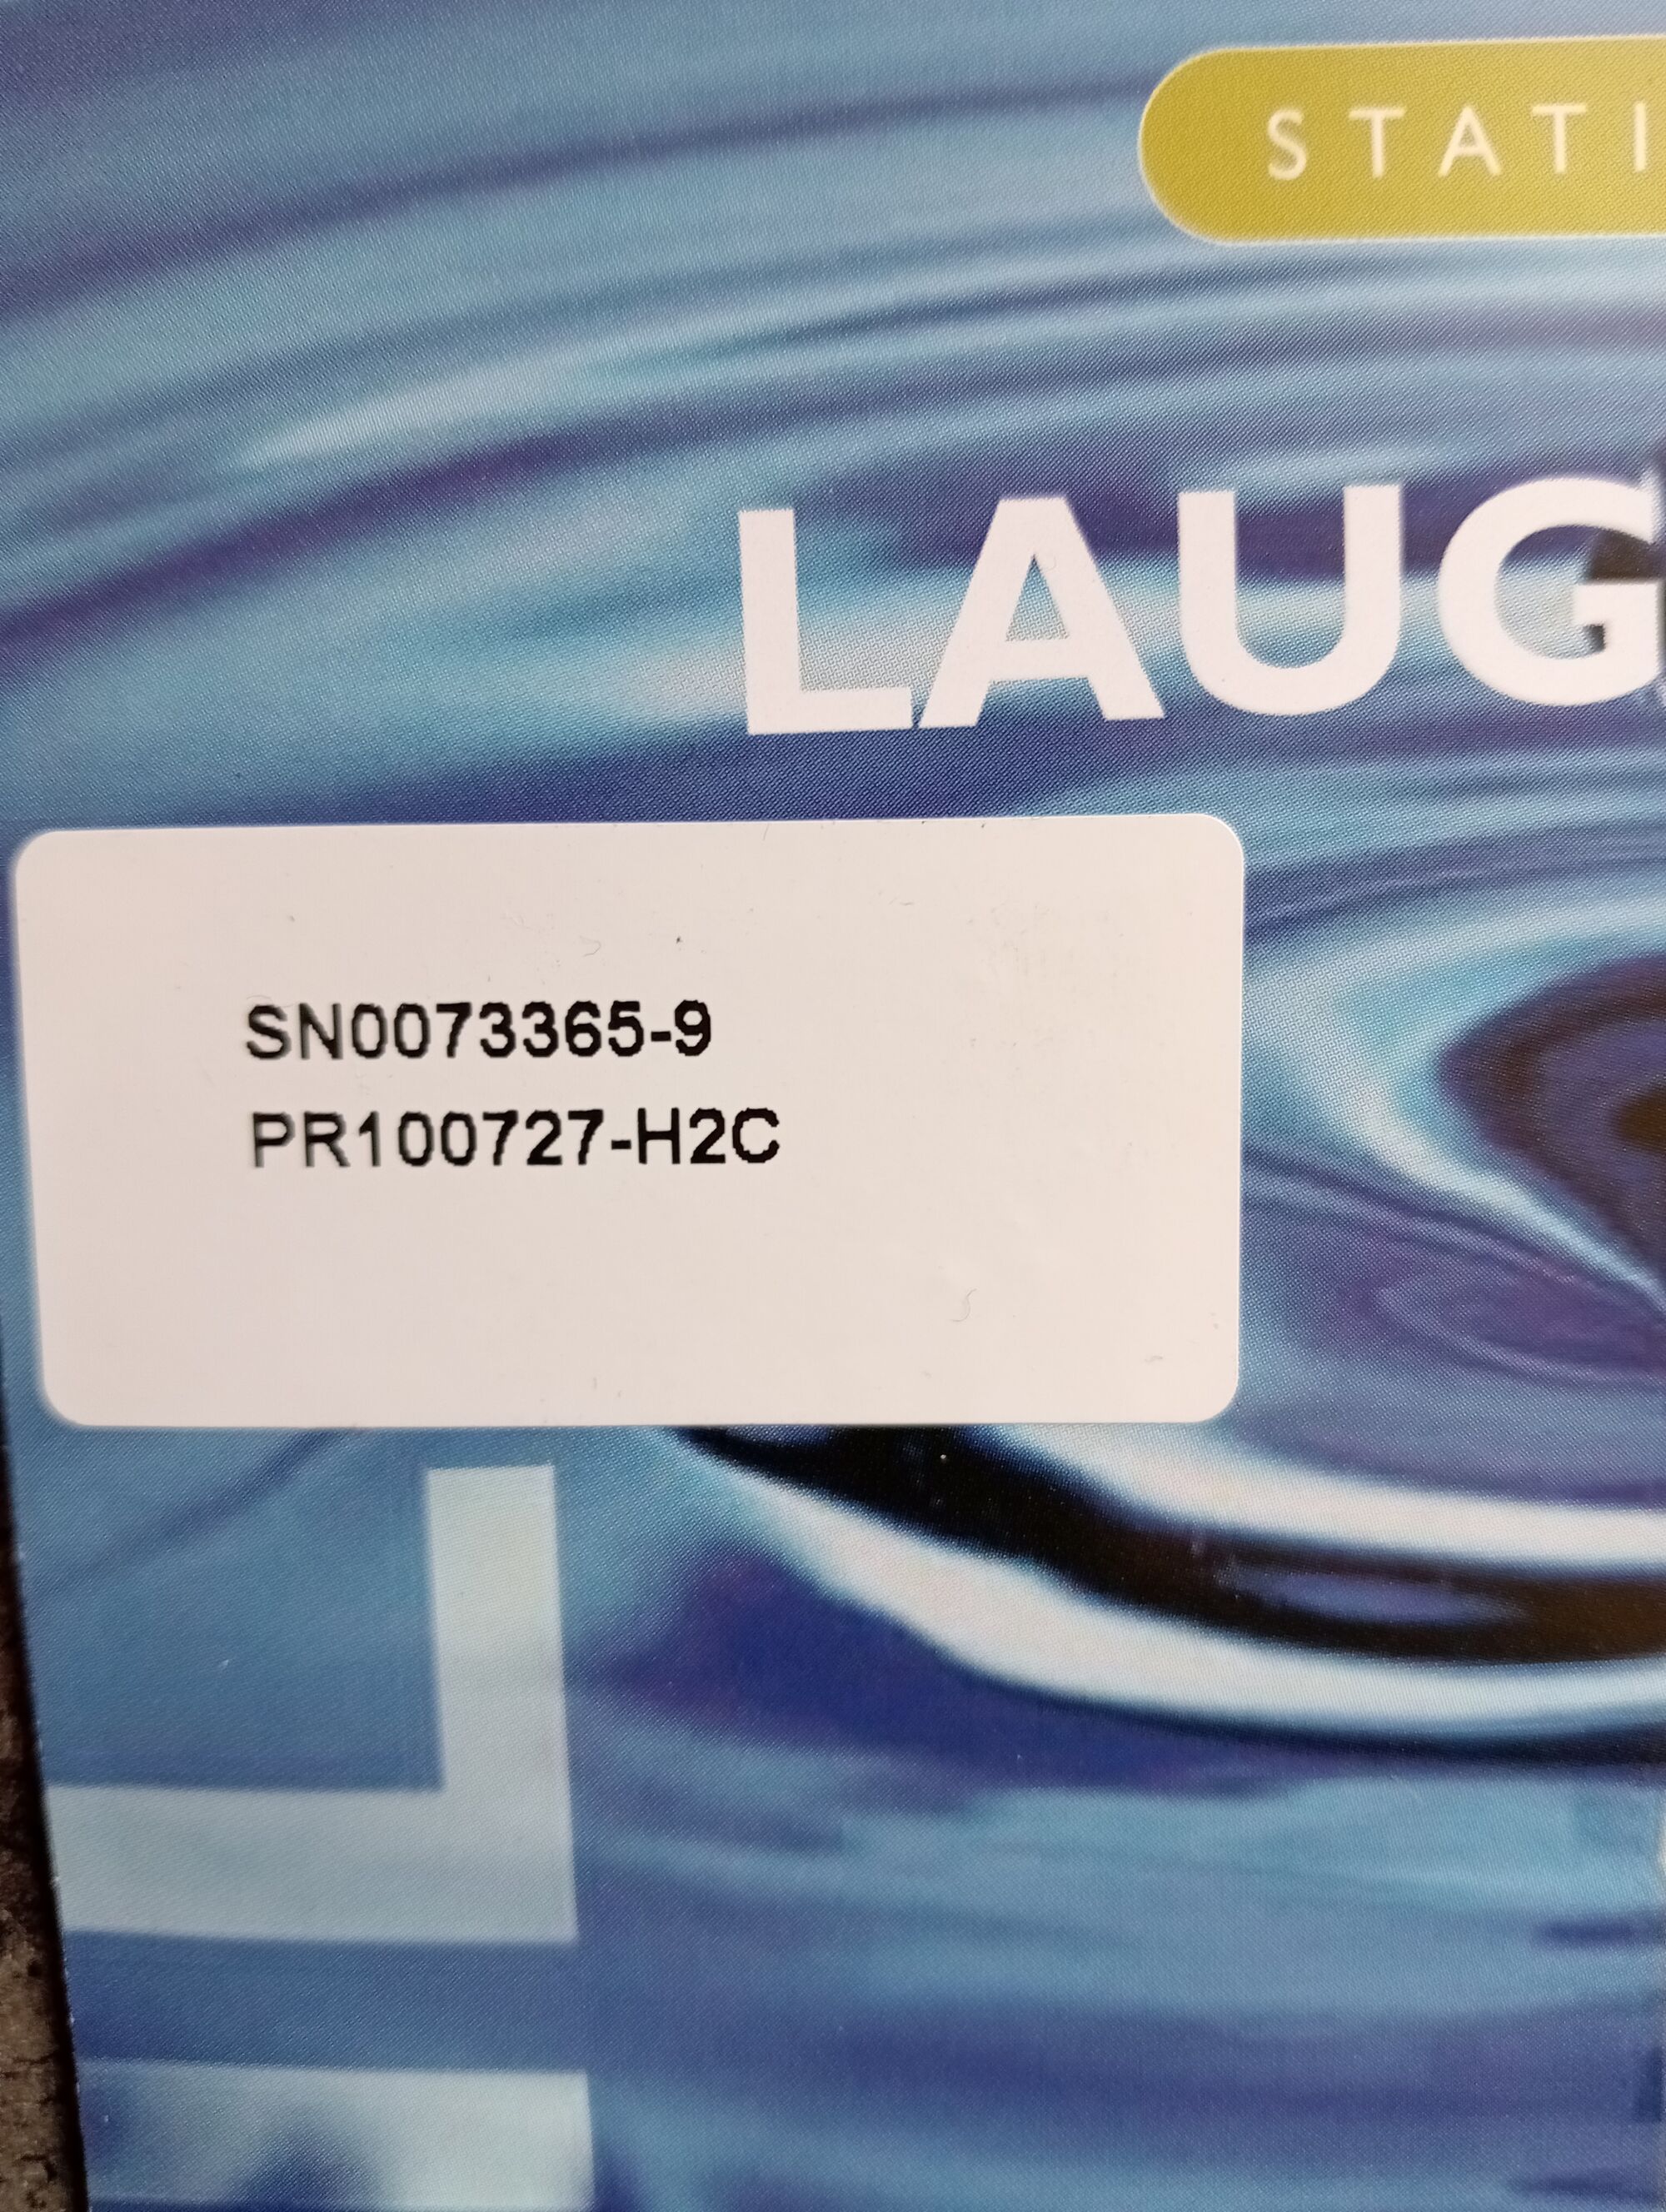 STATI
LAUG
SN0073365-9
PR100727-H2C